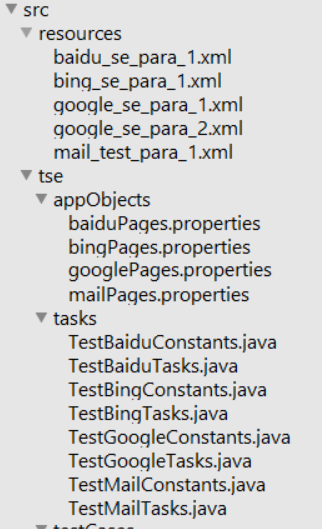 src
resources
baidu_se_para_1.xml
bing_se_para_1.xml
google_se_para_1.xml
google_se_para_2.xml
mail_test_para_1.xml
tse
appObjects
baiduPages.properties
bingPages.properties
googlePages.properties
mailPages.properties
tasks
TestBaiduConstants.java
TestBaiduTasks.java
TestBingConstants.java
TestBingTasks.java
TestGoogleConstants.java
TestGoogleTasks.java
TestMailConstants.java
TestMailTasks.java
testCases